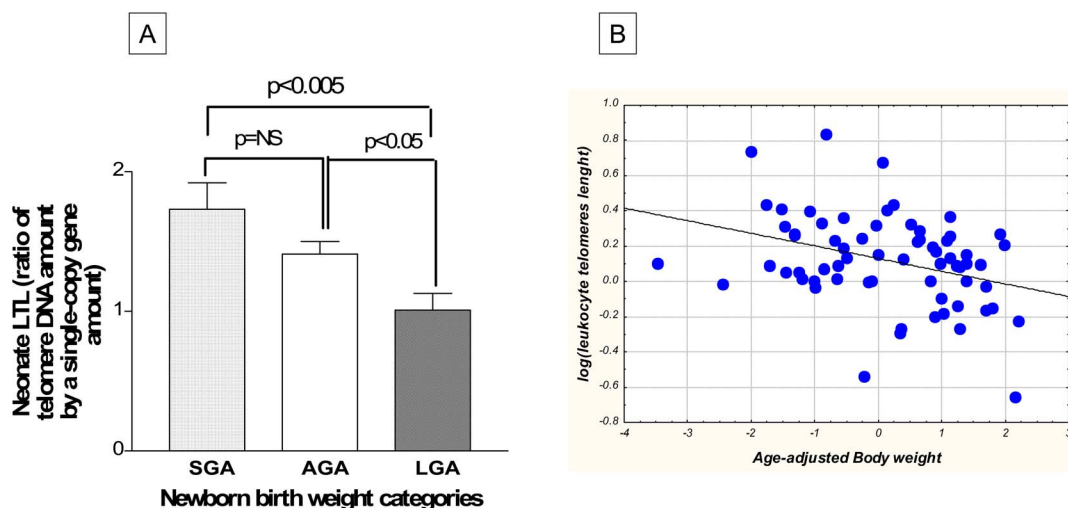 A
p<0.005
p=NS
p<0.05
2
1
0
Neonate LTL (ratio of
telomere DNA amount
by a single-copy gene
amount)
SGA AGA LGA
Newborn birth weight categories
B
1.0
0.8
0.6
0.4
0.2
0.0
-0.2
-0.4
-0.6
-0.8
log(leukocyte telomeres lenght)
-4 -3 -2 -1 0 1 2 3
Age-adjusted Body weight